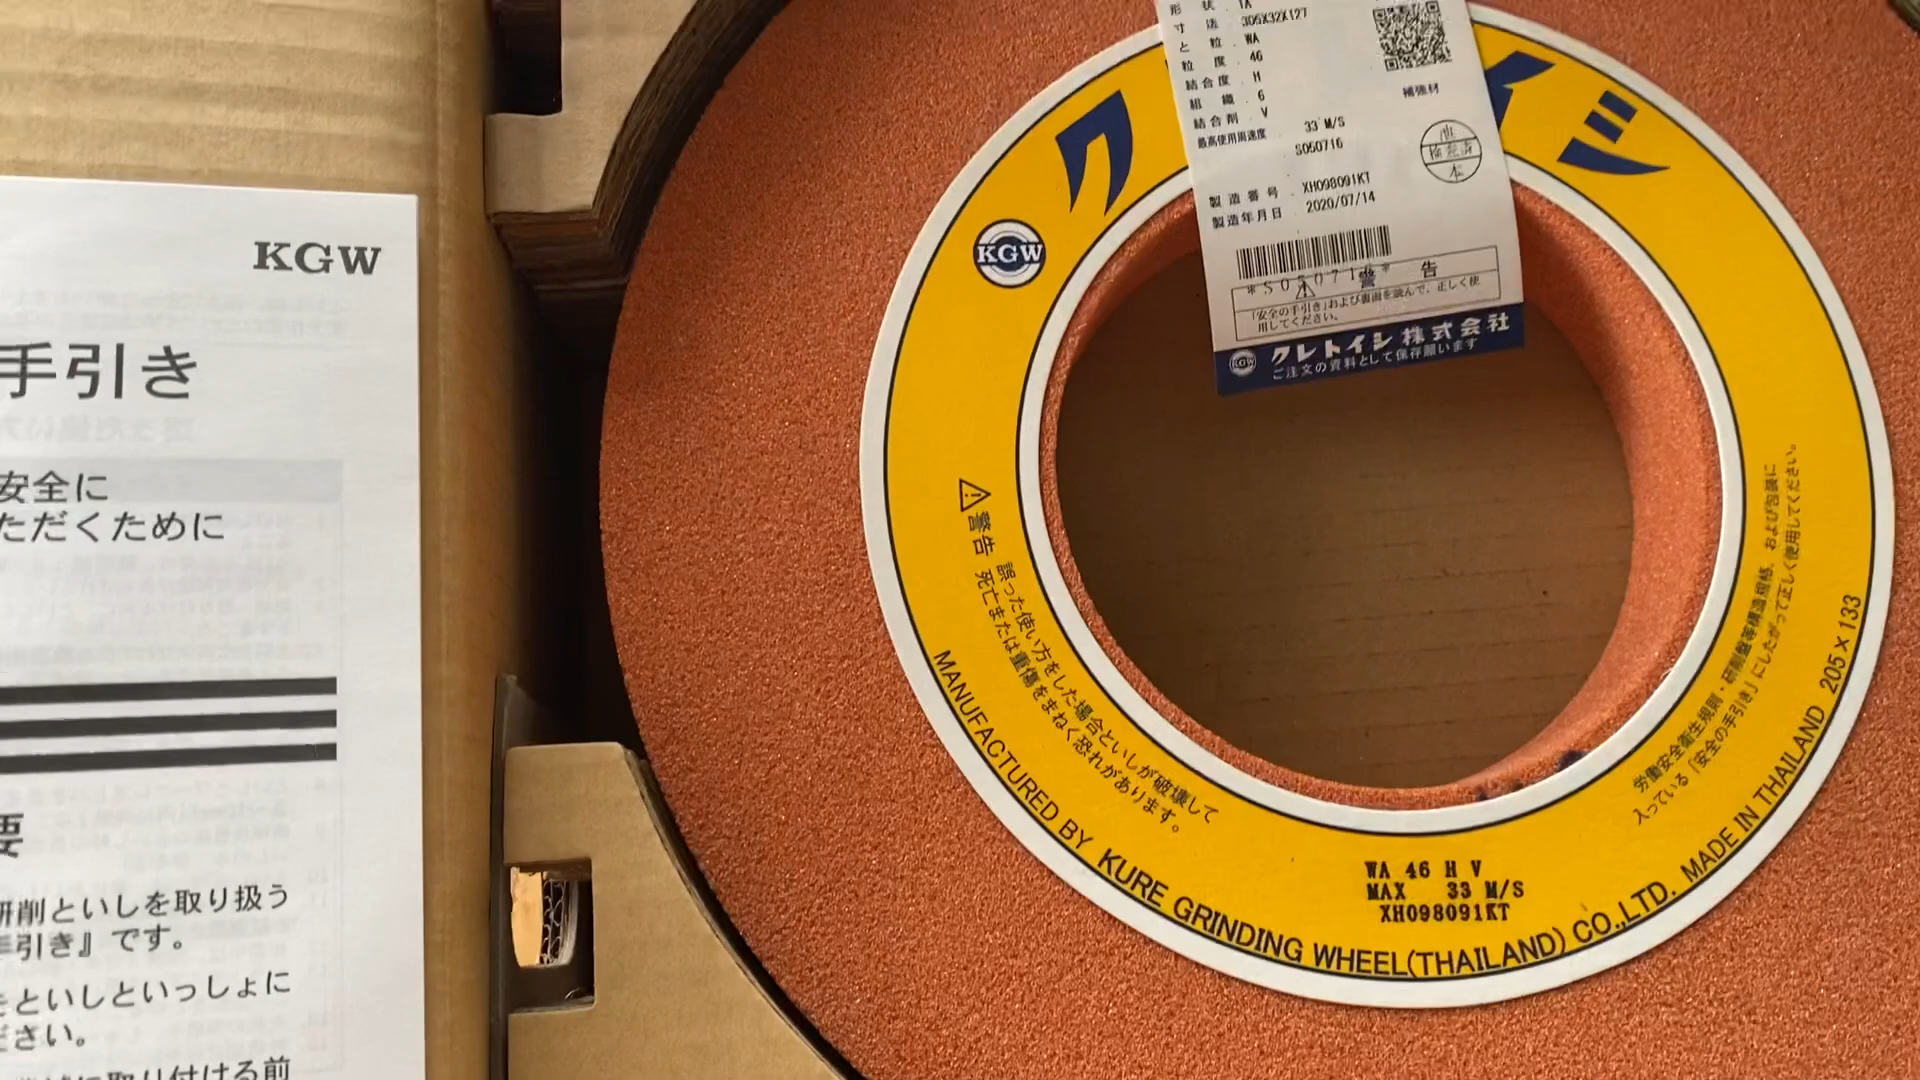 KGW
手引き
安全に
ただくために
要
研削といしを取り扱う
手引き』です。
をといしといっしょに
ださい。
に取り付ける前
形 状 . 1A
寸 法 . 305X32X127
と 粒 . WA
粒 度 . 46
結合度 . H
組 織 . 6
結合剤 . V
最高使用周速度 33 M/S
S050716
補強材
製造番号 . XH098091KT
製造年月日 . 2020/07/14
*S050716*
警 告
「安全の手引き」および裏面を読んで、正しく使
用してください。
KGW クレトイシ株式会社
ご注文の資料として保存願います
ク イシ
KGW
警告 誤った使い方をした場合といしが破壊して
死亡または重傷をまねく恐れがあります。
労働安全衛生規則・研削盤等構造規格、および包装に
入っている「安全の手引き」にしたがって正しく使用してください。
WA 46 H V
MAX 33 M/S
XH098091KT
MANUFACTURED BY KURE GRINDING WHEEL(THAILAND) CO.,LTD. MADE IN THAILAND 205×133